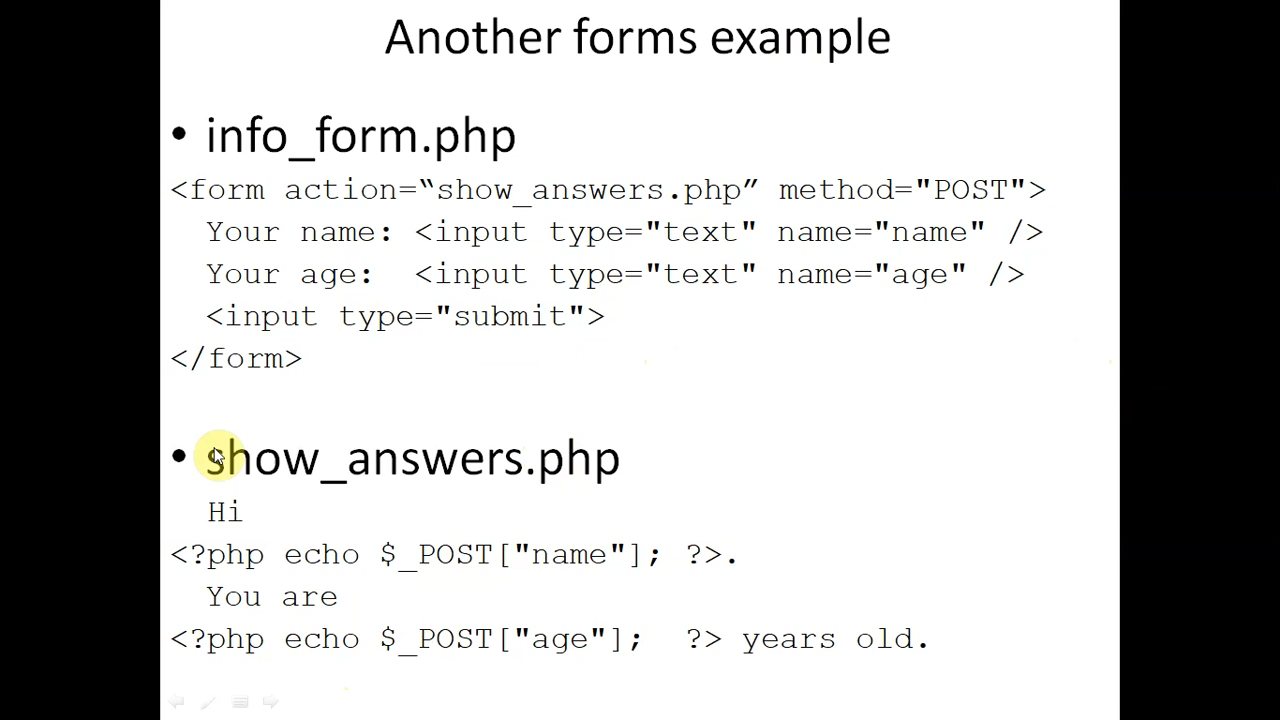 Another forms example
• info_form.php
<form action=“show_answers.php” method="POST">
Your name: <input type="text" name="name" />
Your age:  <input type="text" name="age" />
<input type="submit">
</form>
• show_answers.php
Hi
<?php echo $_POST["name"]; ?>.
You are
<?php echo $_POST["age"];  ?> years old.